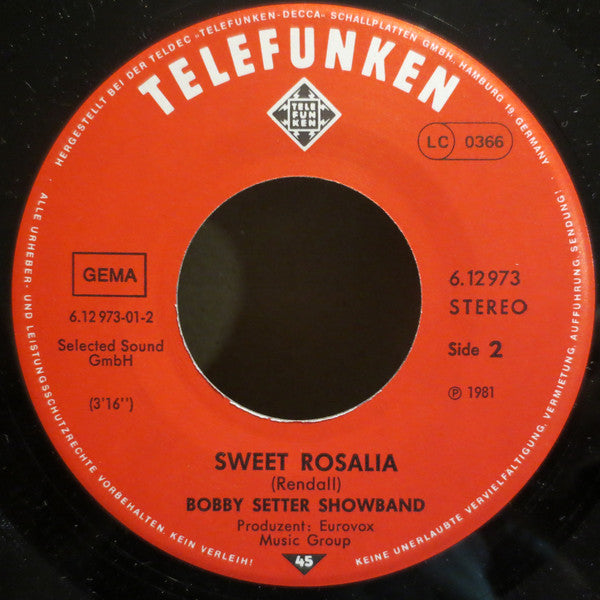 HERGESTELLT BEI DER TELDEC „TELEFUNKEN-DECCA" SCHALLPLATTEN GMBH, HAMBURG 19, GERMANY
TELEFUNKEN
TELE
FUN
KEN
LC 0366
GEMA
6.12 973-01-2
Selected Sound
GmbH
(3'16'')
6.12 973
STEREO
Side 2
℗ 1981
SWEET ROSALIA
(Rendall)
BOBBY SETTER SHOWBAND
Produzent: Eurovox
Music Group
45
ALLE URHEBER- UND LEISTUNGSSCHUTZRECHTE VORBEHALTEN. KEIN VERLEIH!
KEINE UNERLAUBTE VERVIELFALTIGUNG, VERMIETUNG, AUFFÜHRUNG, SENDUNG!